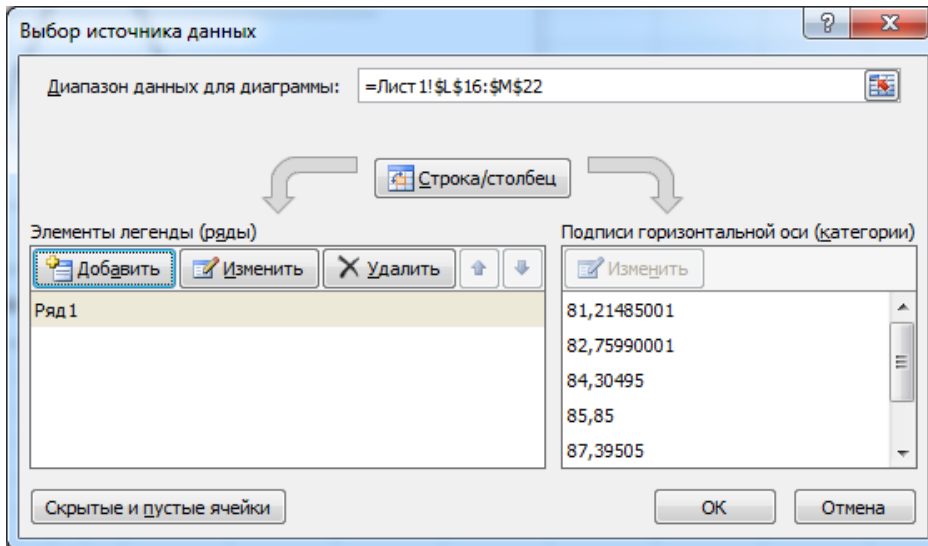 Выбор источника данных
Диапазон данных для диаграммы: =Лист1!$L$16:$M$22
Строка/столбец
Элементы легенды (ряды)
Добавить Изменить Удалить
Ряд1
Подписи горизонтальной оси (категории)
Изменить
81,21485001
82,75990001
84,30495
85,85
87,39505
Скрытые и пустые ячейки
ОК Отмена